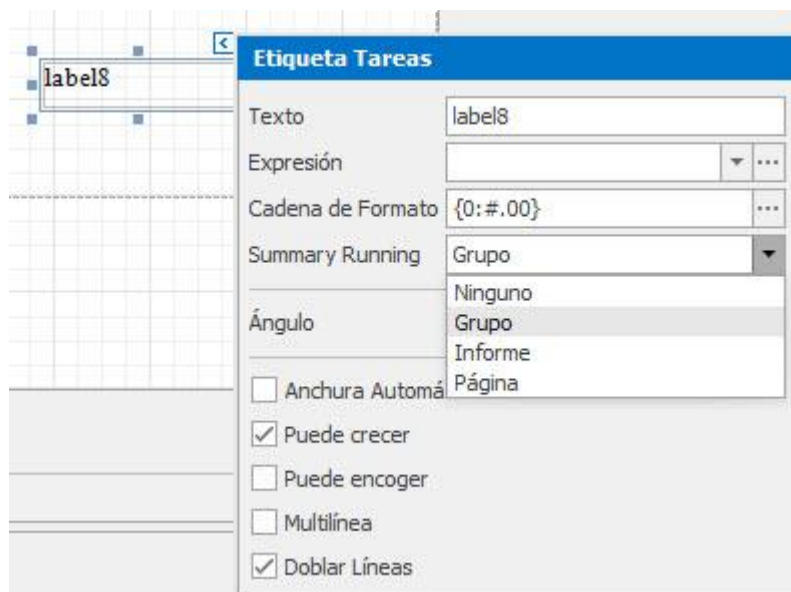 label8
Etiqueta Tareas
Texto label8
Expresión
Cadena de Formato {0:#.00}
Summary Running Grupo
Ninguno
Grupo
Informe
Página
Ángulo
Anchura Automá
Puede crecer
Puede encoger
Multilínea
Doblar Líneas